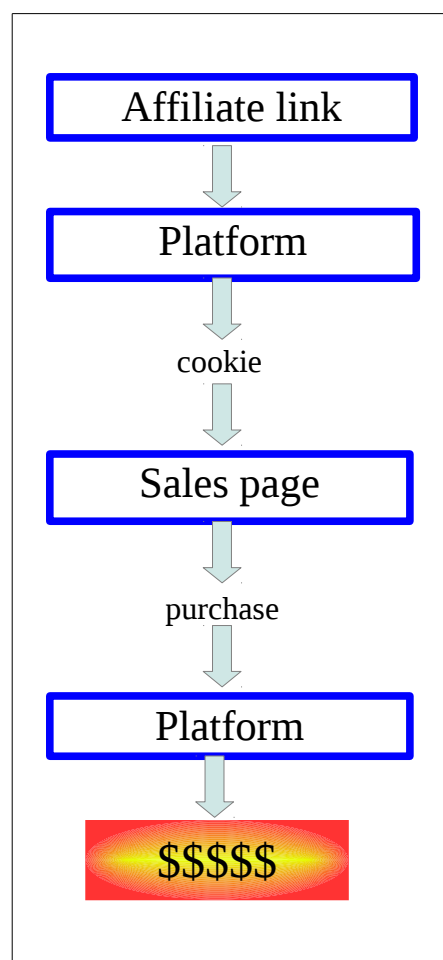 Affiliate link
Platform
cookie
Sales page
purchase
Platform
$$$$$